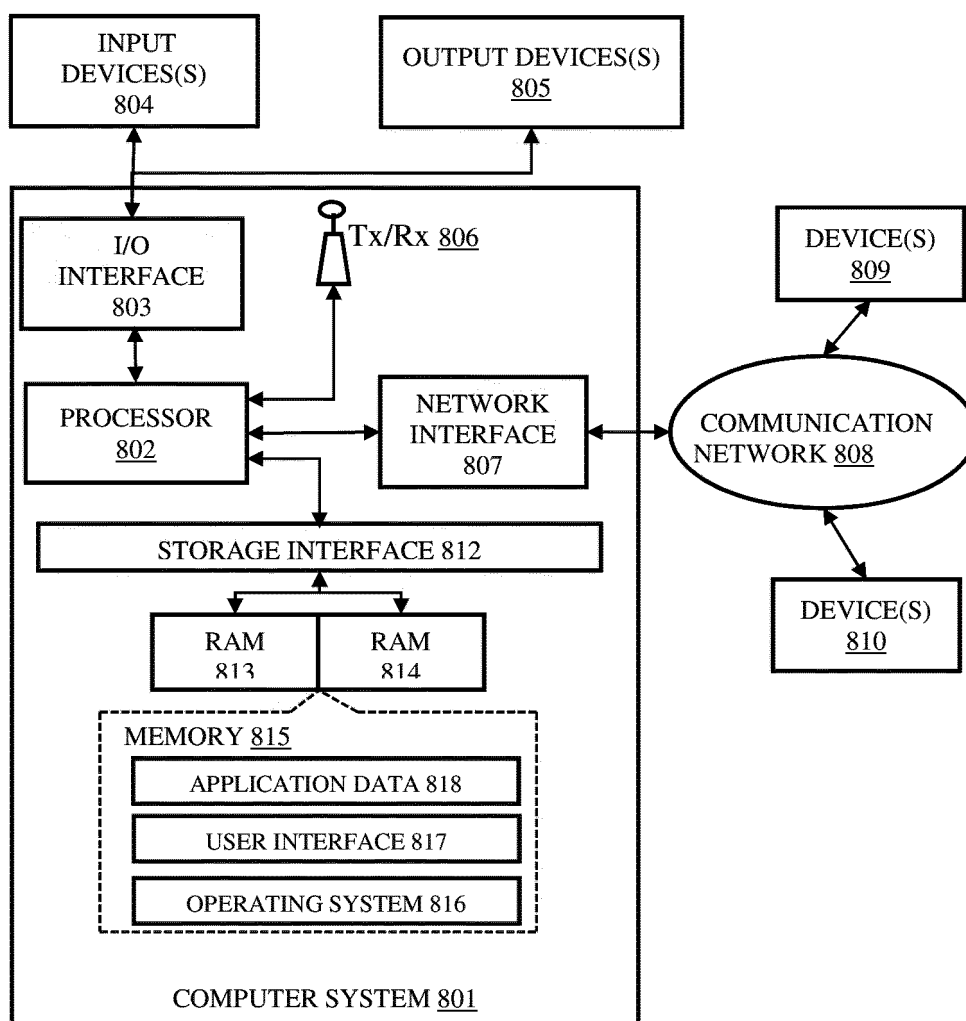 INPUT
DEVICES(S)
804
OUTPUT DEVICES(S)
805
I/O
INTERFACE
803
Tx/Rx 806
DEVICE(S)
809
PROCESSOR
802
NETWORK
INTERFACE
807
COMMUNICATION
NETWORK 808
STORAGE INTERFACE 812
RAM
813
RAM
814
DEVICE(S)
810
MEMORY 815
APPLICATION DATA 818
USER INTERFACE 817
OPERATING SYSTEM 816
COMPUTER SYSTEM 801